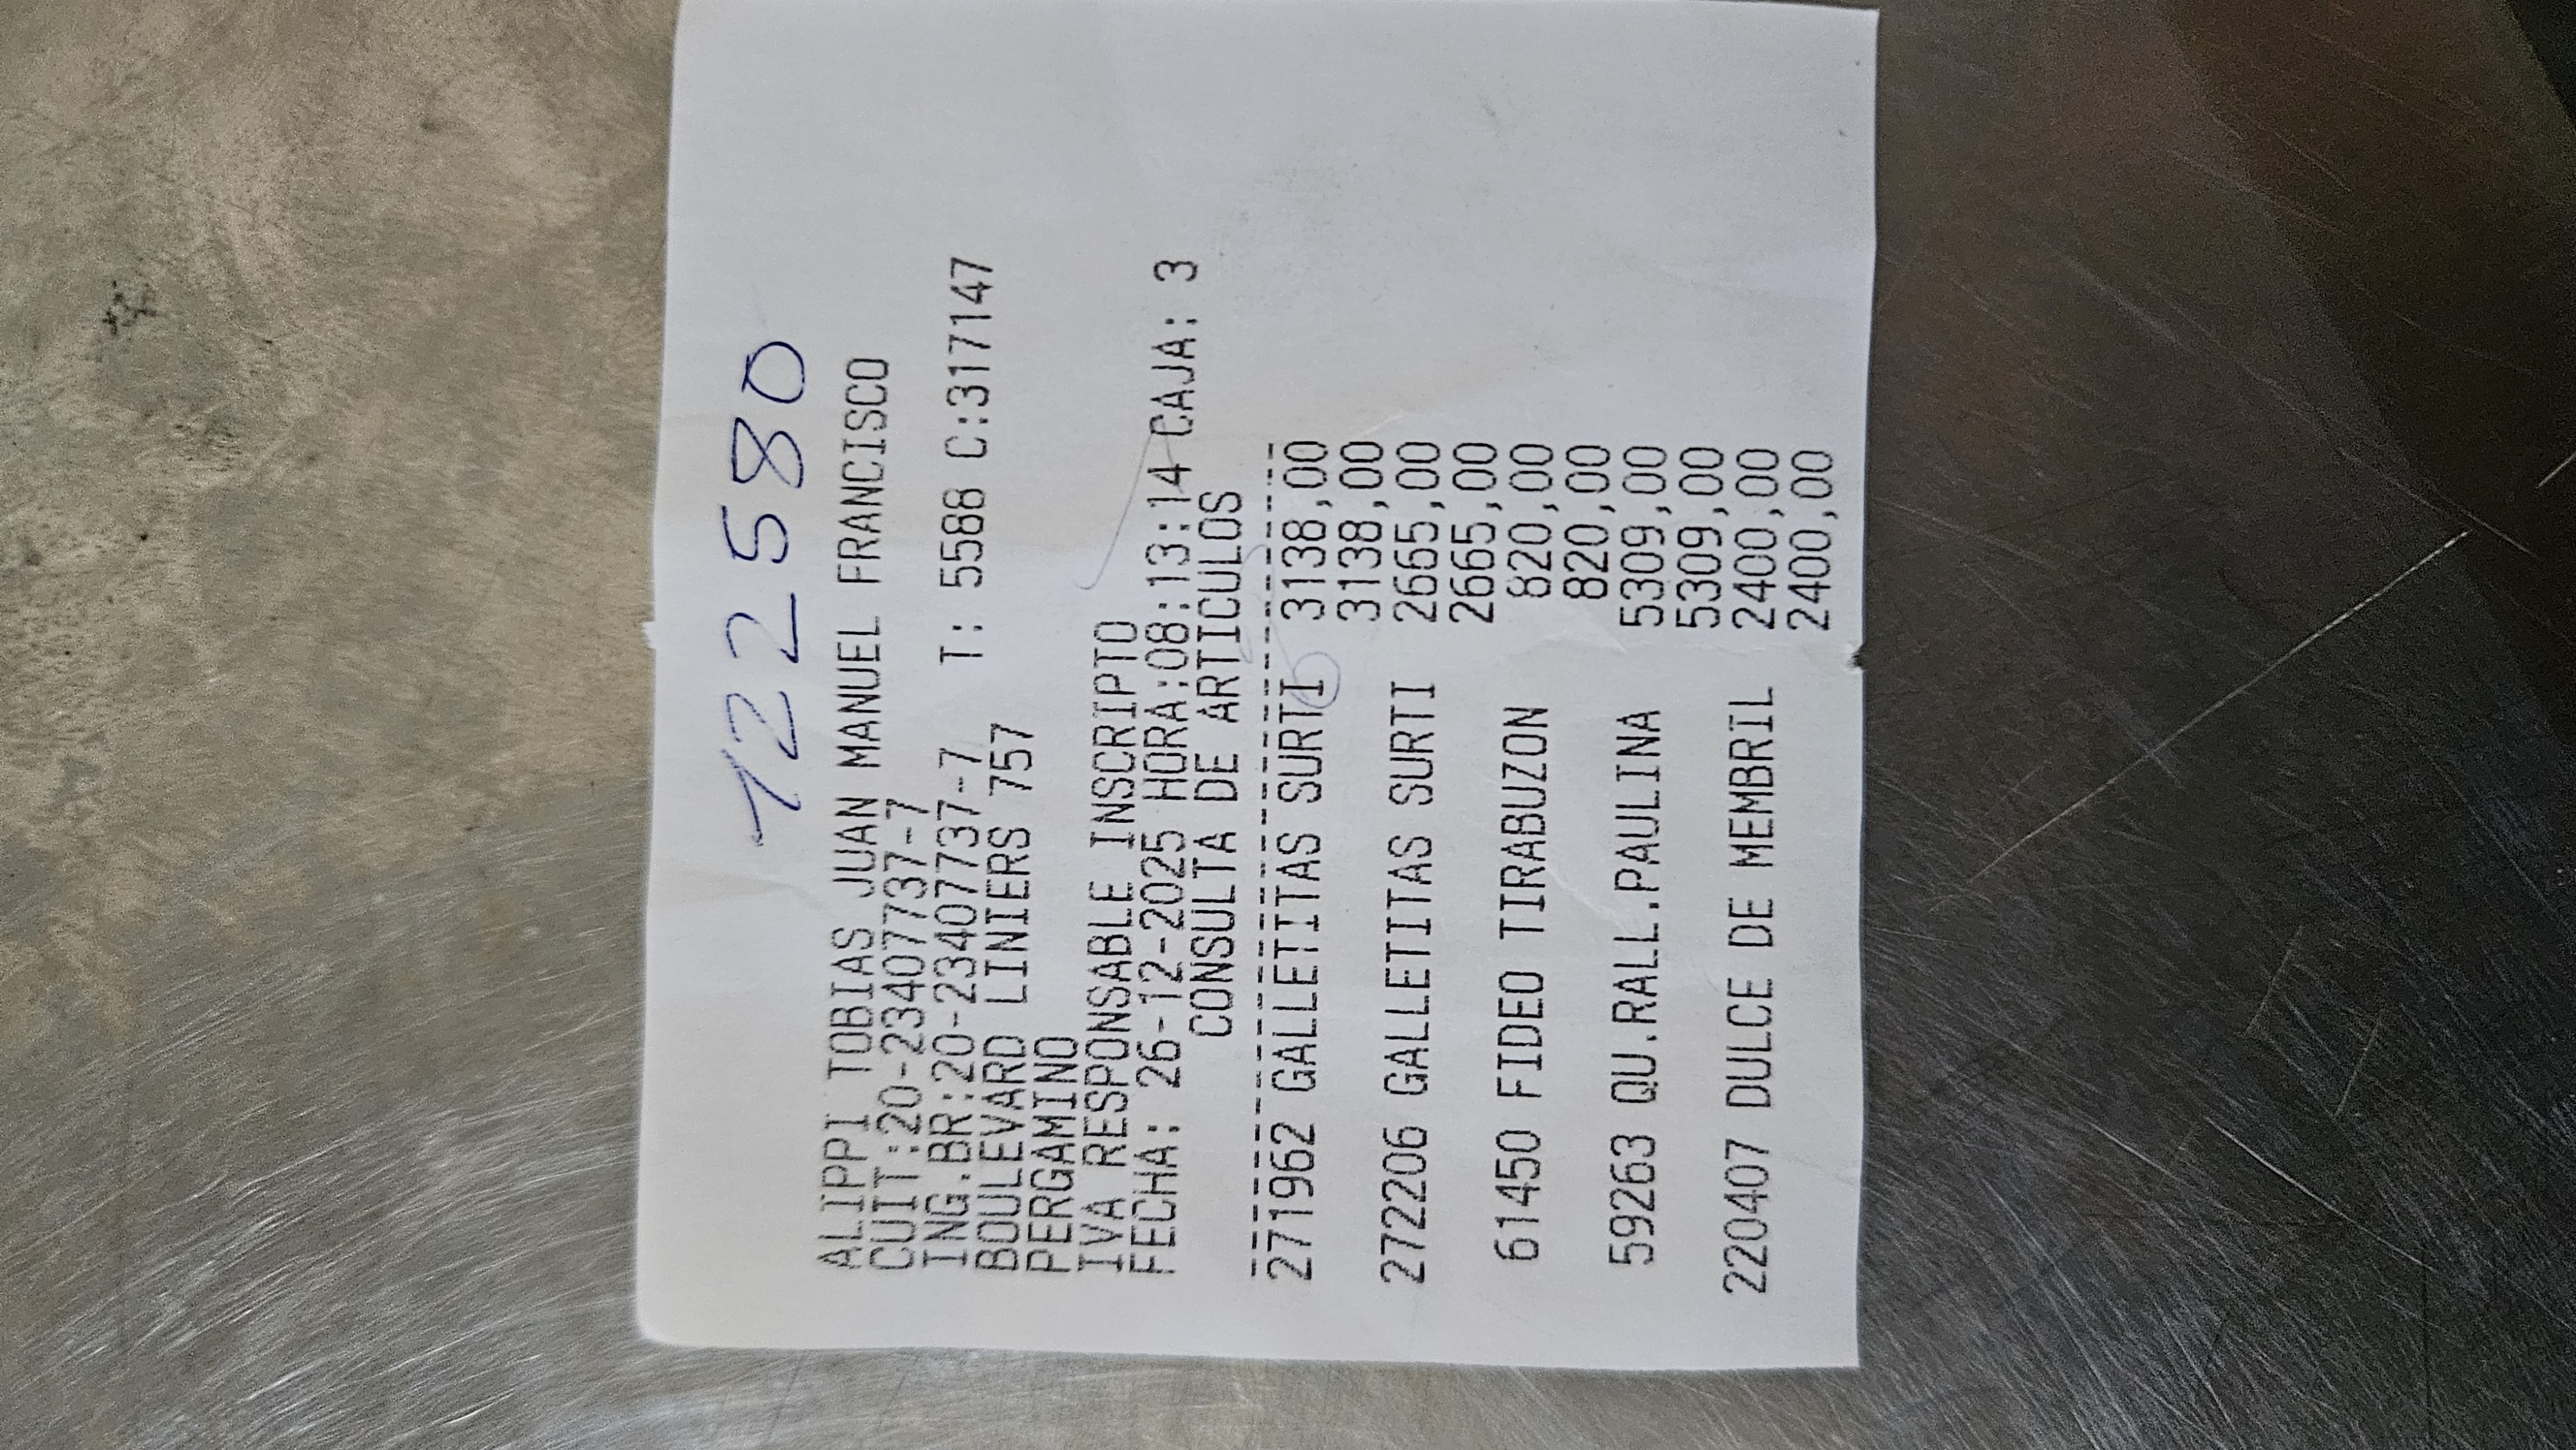 122580
ALIPPI TOBIAS JUAN MANUEL FRANCISCO
CUIT:20-23407737-7
ING.BR:20-23407737-7 T: 5588 C:317147
BOULEVARD LINIERS 757
PERGAMINO
IVA RESPONSABLE INSCRIPTO
FECHA: 26-12-2025 HORA:08:13:14 CAJA: 3
CONSULTA DE ARTICULOS
------------------------------------
271962 GALLETITAS SURTI 3138,00
3138,00
272206 GALLETITAS SURTI 2665,00
2665,00
61450 FIDEO TIRABUZON 820,00
820,00
59263 QU.RALL.PAULINA 5309,00
5309,00
220407 DULCE DE MEMBRIL 2400,00
2400,00